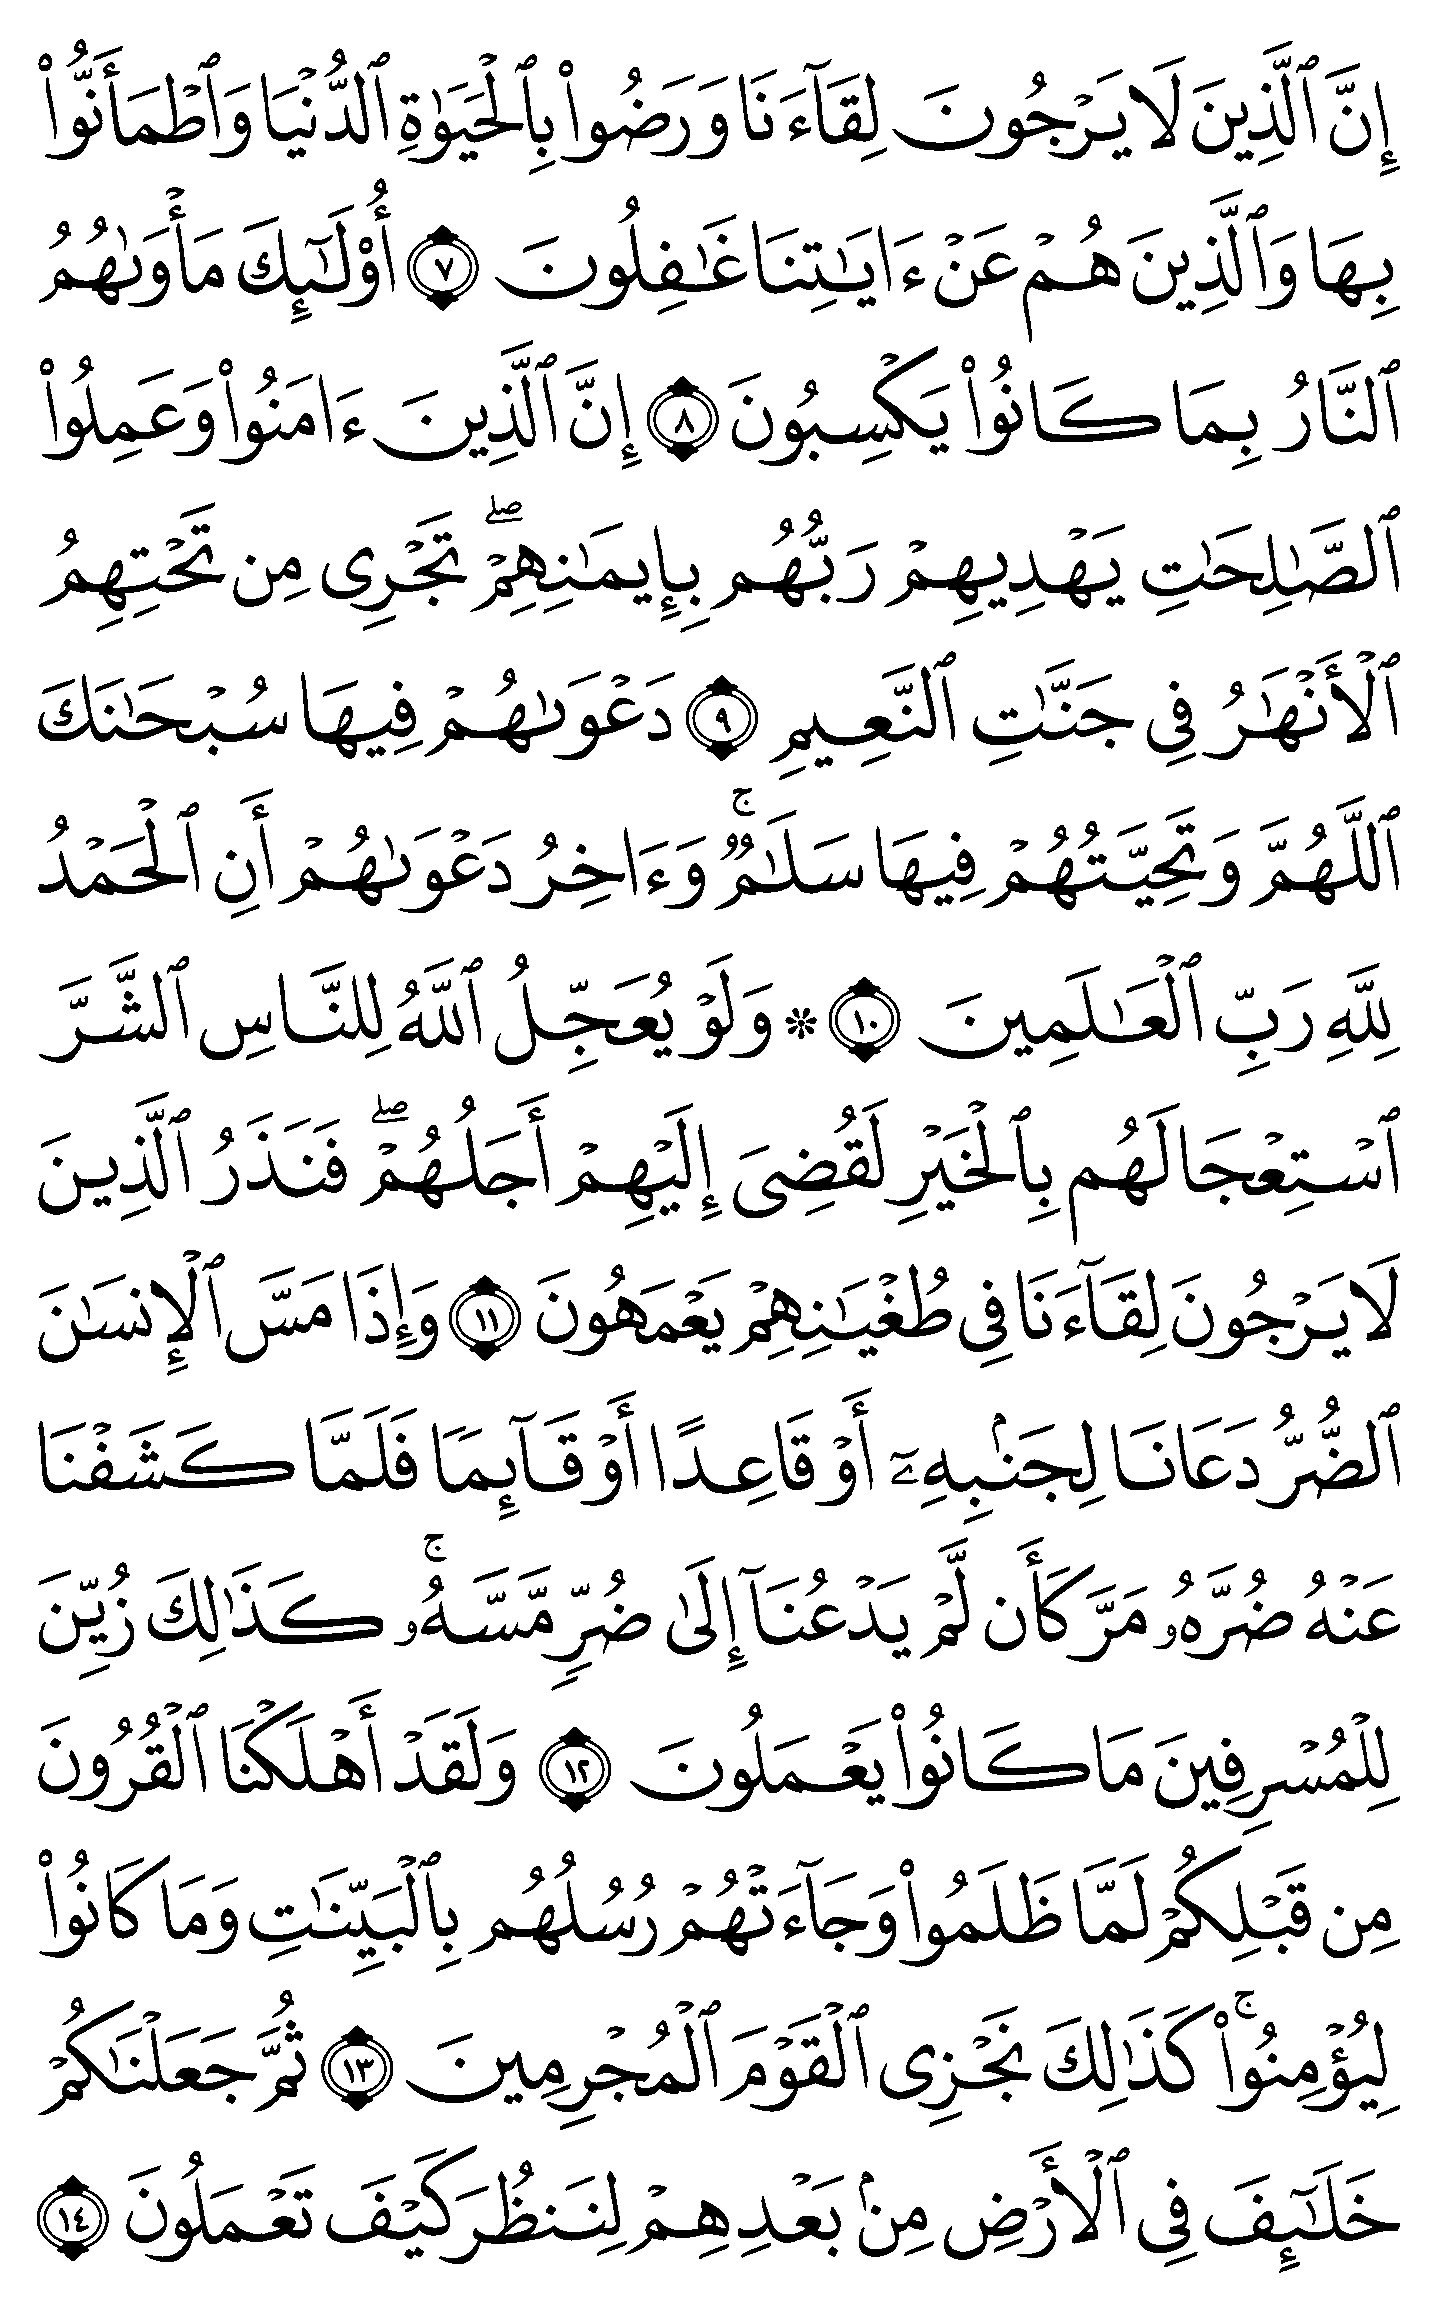 إِنَّ ٱلَّذِينَ لَا يَرۡجُونَ لِقَآءَنَا وَرَضُواْ بِٱلۡحَيَوٰةِ ٱلدُّنۡيَا وَٱطۡمَأَنُّواْ
بِهَا وَٱلَّذِينَ هُمۡ عَنۡ ءَايَٰتِنَا غَٰفِلُونَ ٧ أُوْلَٰٓئِكَ مَأۡوَىٰهُمُ
ٱلنَّارُ بِمَا كَانُواْ يَكۡسِبُونَ ٨ إِنَّ ٱلَّذِينَ ءَامَنُواْ وَعَمِلُواْ
ٱلصَّٰلِحَٰتِ يَهۡدِيهِمۡ رَبُّهُم بِإِيمَٰنِهِمۡۖ تَجۡرِي مِن تَحۡتِهِمُ
ٱلۡأَنۡهَٰرُ فِي جَنَّٰتِ ٱلنَّعِيمِ ٩ دَعۡوَىٰهُمۡ فِيهَا سُبۡحَٰنَكَ
ٱللَّهُمَّ وَتَحِيَّتُهُمۡ فِيهَا سَلَٰمٞۚ وَءَاخِرُ دَعۡوَىٰهُمۡ أَنِ ٱلۡحَمۡدُ
لِلَّهِ رَبِّ ٱلۡعَٰلَمِينَ ١٠ ۞ وَلَوۡ يُعَجِّلُ ٱللَّهُ لِلنَّاسِ ٱلشَّرَّ
ٱسۡتِعۡجَالَهُم بِٱلۡخَيۡرِ لَقُضِيَ إِلَيۡهِمۡ أَجَلُهُمۡۖ فَنَذَرُ ٱلَّذِينَ
لَا يَرۡجُونَ لِقَآءَنَا فِي طُغۡيَٰنِهِمۡ يَعۡمَهُونَ ١١ وَإِذَا مَسَّ ٱلۡإِنسَٰنَ
ٱلضُّرُّ دَعَانَا لِجَنۢبِهِۦٓ أَوۡ قَاعِدًا أَوۡ قَآئِمٗا فَلَمَّا كَشَفۡنَا
عَنۡهُ ضُرَّهُۥ مَرَّ كَأَن لَّمۡ يَدۡعُنَآ إِلَىٰ ضُرّٖ مَّسَّهُۥۚ كَذَٰلِكَ زُيِّنَ
لِلۡمُسۡرِفِينَ مَا كَانُواْ يَعۡمَلُونَ ١٢ وَلَقَدۡ أَهۡلَكۡنَا ٱلۡقُرُونَ
مِن قَبۡلِكُمۡ لَمَّا ظَلَمُواْ وَجَآءَتۡهُمۡ رُسُلُهُم بِٱلۡبَيِّنَٰتِ وَمَا كَانُواْ
لِيُؤۡمِنُواْۚ كَذَٰلِكَ نَجۡزِي ٱلۡقَوۡمَ ٱلۡمُجۡرِمِينَ ١٣ ثُمَّ جَعَلۡنَٰكُمۡ
خَلَٰٓئِفَ فِي ٱلۡأَرۡضِ مِنۢ بَعۡدِهِمۡ لِنَنظُرَ كَيۡفَ تَعۡمَلُونَ ١٤